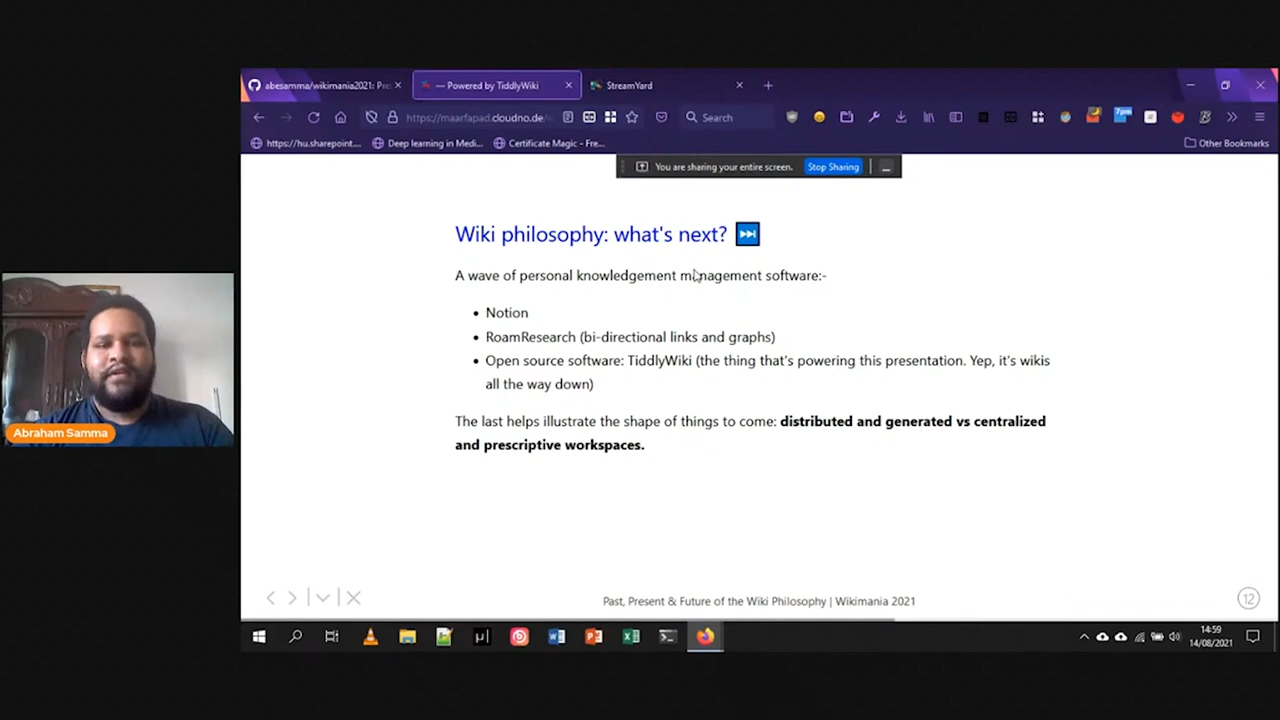 abesamma/wikimania2021: Pre
— Powered by TiddlyWiki
StreamYard
https://maarfapad.cloudno.de/
Search
7pm
https://hu.sharepoint....
Deep learning in Medi...
Certificate Magic - Fre...
Other Bookmarks
You are sharing your entire screen.
Stop Sharing
Wiki philosophy: what's next?
A wave of personal knowledgement management software:-
• Notion
• RoamResearch (bi-directional links and graphs)
• Open source software: TiddlyWiki (the thing that's powering this presentation. Yep, it's wikis
all the way down)
The last helps illustrate the shape of things to come: distributed and generated vs centralized
and prescriptive workspaces.
Abraham Samma
Past, Present & Future of the Wiki Philosophy | Wikimania 2021
12
14:59
14/08/2021